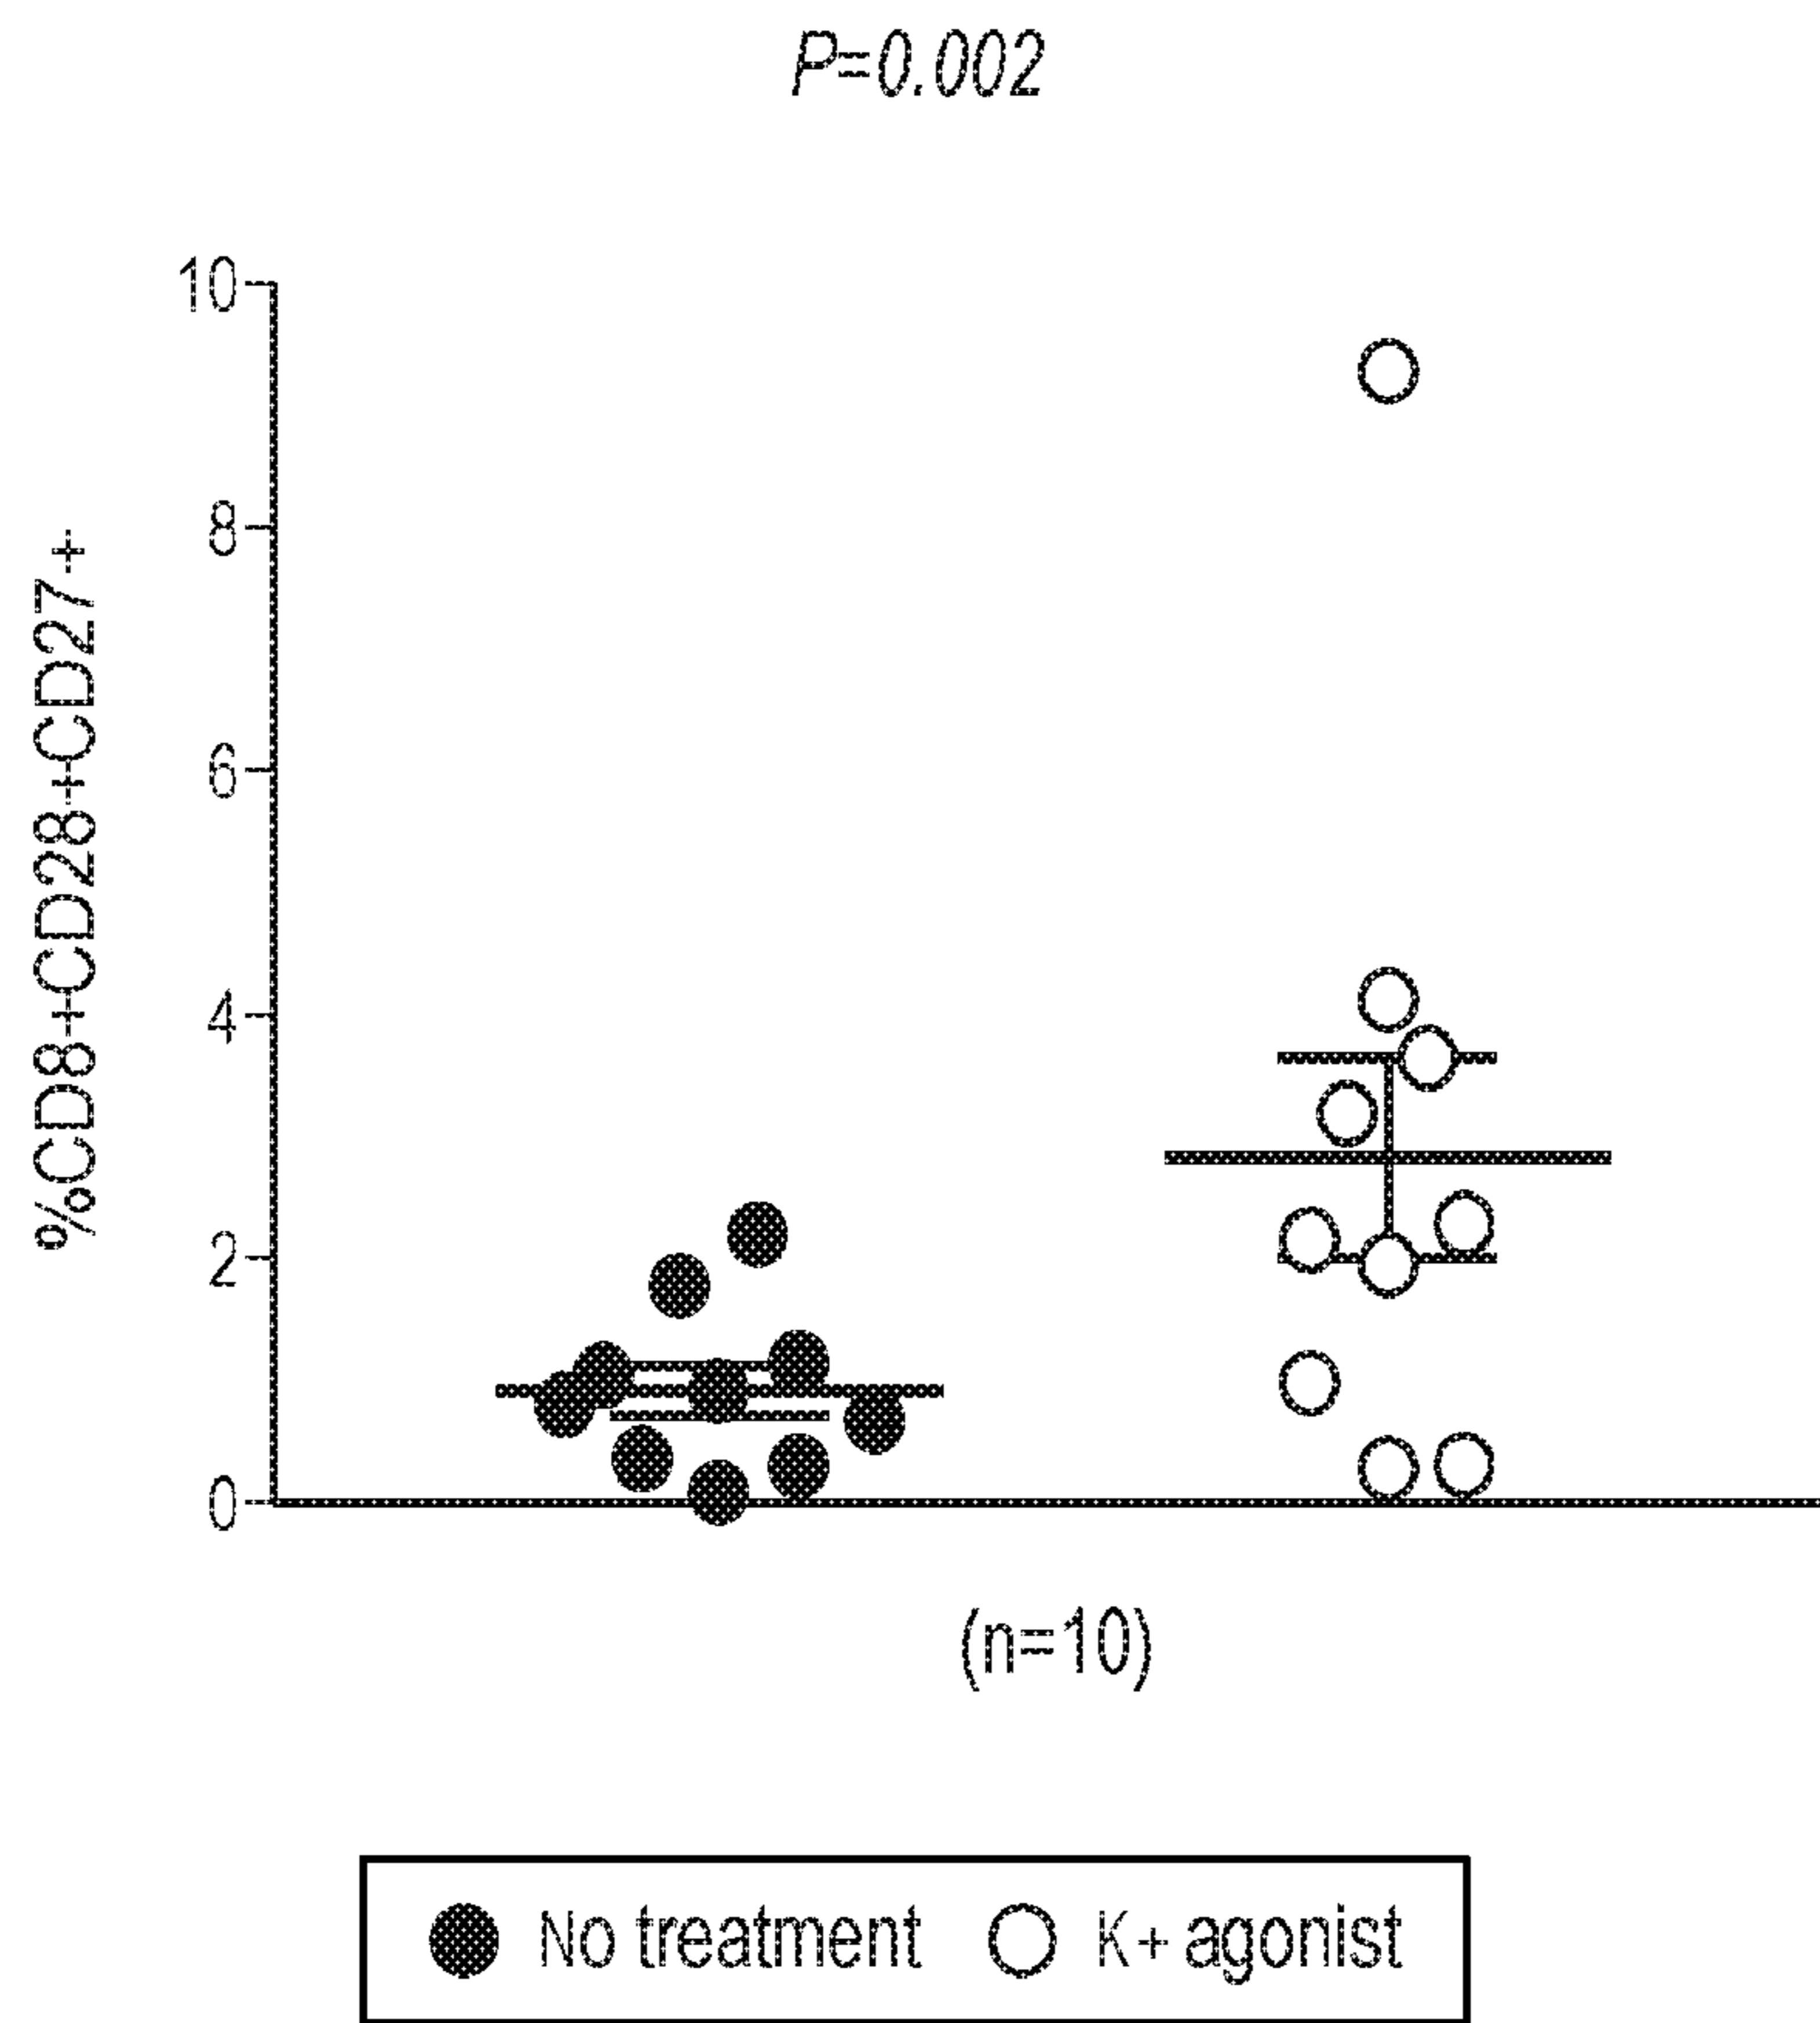 P=0.002
10
8
6
4
2
0
%CD8+CD28+CD27+
(n=10)
No treatment K+ agonist